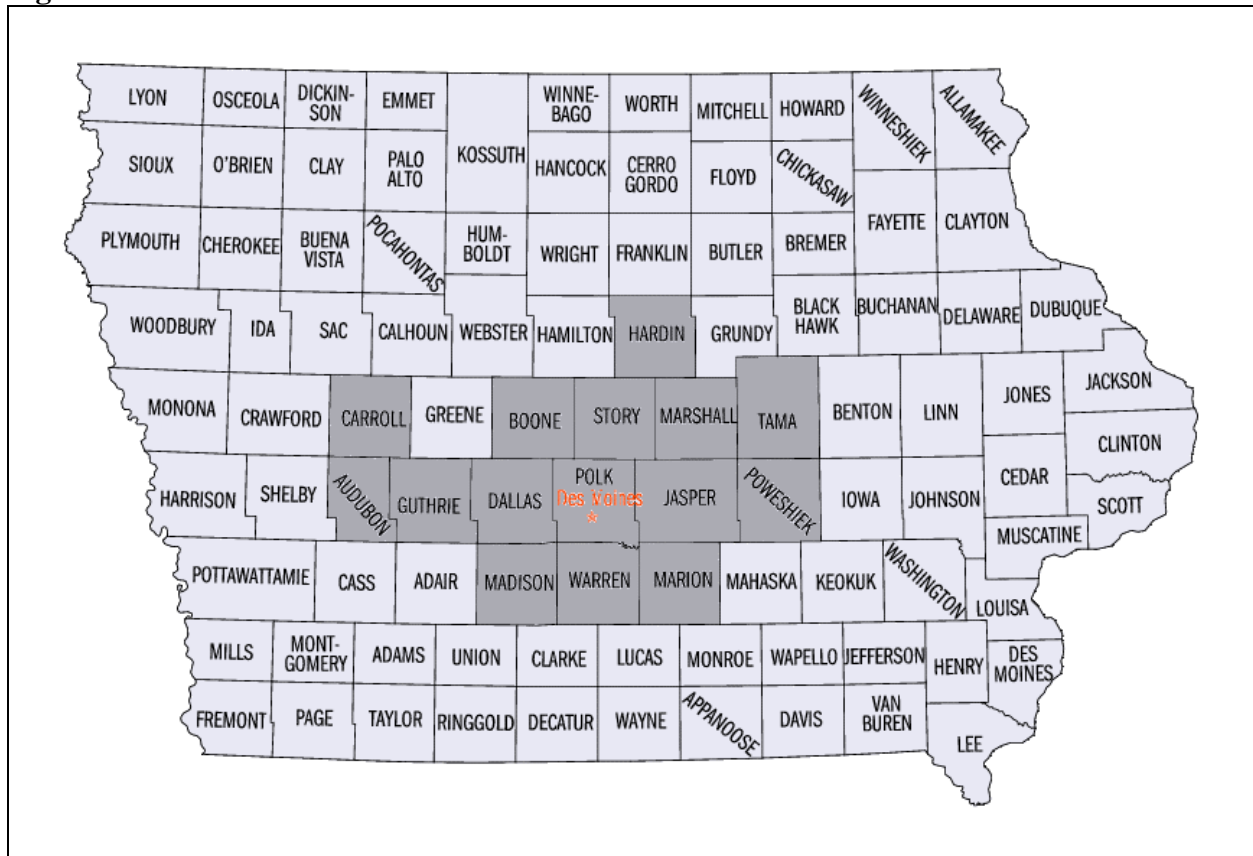 LYON
OSCEOLA
DICKIN-
SON
EMMET
WINNE-
BAGO
WORTH
MITCHELL
HOWARD
WINNESHIEK
ALLAMAKEE
SIOUX
O'BRIEN
CLAY
PALO
ALTO
KOSSUTH
HANCOCK
CERRO
GORDO
FLOYD
CHICKASAW
PLYMOUTH
CHEROKEE
BUENA
VISTA
POCAHONTAS
HUM-
BOLDT
WRIGHT
FRANKLIN
BUTLER
BREMER
FAYETTE
CLAYTON
WOODBURY
IDA
SAC
CALHOUN
WEBSTER
HAMILTON
HARDIN
GRUNDY
BLACK
HAWK
BUCHANAN
DELAWARE
DUBUQUE
MONONA
CRAWFORD
CARROLL
GREENE
BOONE
STORY
MARSHALL
TAMA
BENTON
LINN
JONES
JACKSON
CLINTON
HARRISON
SHELBY
AUDUBON
GUTHRIE
DALLAS
POLK
Des Moines
*
JASPER
POWESHIEK
IOWA
JOHNSON
CEDAR
SCOTT
MUSCATINE
POTTAWATTAMIE
CASS
ADAIR
MADISON
WARREN
MARION
MAHASKA
KEOKUK
WASHINGTON
LOUISA
MILLS
MONT-
GOMERY
ADAMS
UNION
CLARKE
LUCAS
MONROE
WAPELLO
JEFFERSON
HENRY
DES
MOINES
FREMONT
PAGE
TAYLOR
RINGGOLD
DECATUR
WAYNE
APPANOOSE
DAVIS
VAN
BUREN
LEE